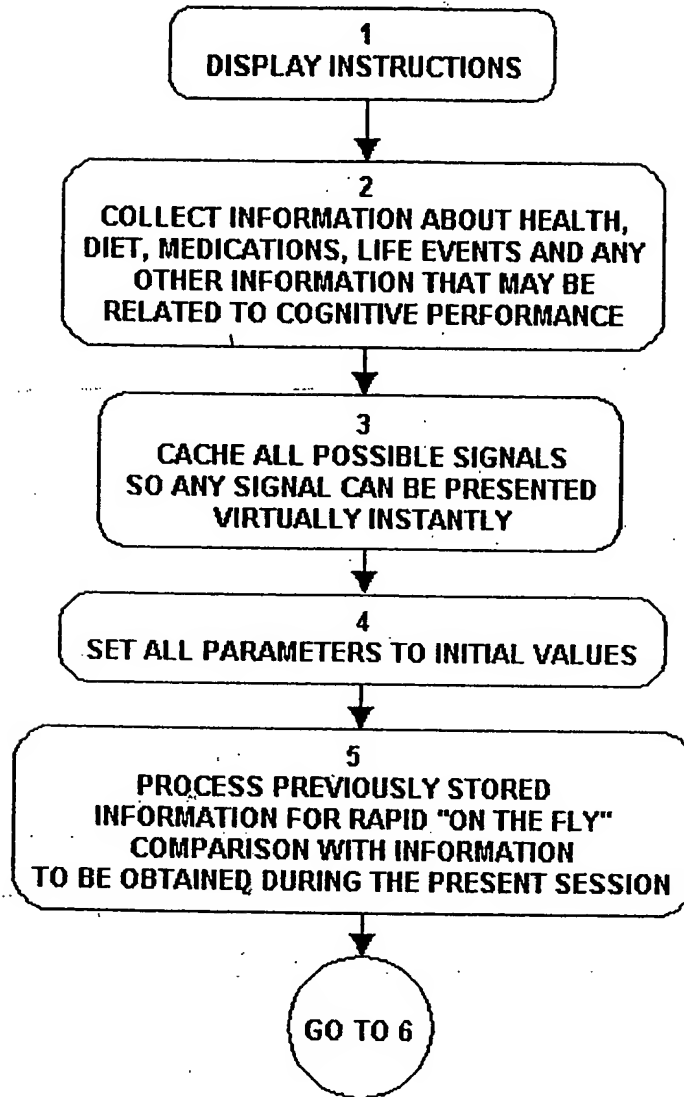 1
DISPLAY INSTRUCTIONS
2
COLLECT INFORMATION ABOUT HEALTH,
DIET, MEDICATIONS, LIFE EVENTS AND ANY
OTHER INFORMATION THAT MAY BE
RELATED TO COGNITIVE PERFORMANCE
3
CACHE ALL POSSIBLE SIGNALS
SO ANY SIGNAL CAN BE PRESENTED
VIRTUALLY INSTANTLY
4
SET ALL PARAMETERS TO INITIAL VALUES
5
PROCESS PREVIOUSLY STORED
INFORMATION FOR RAPID "ON THE FLY"
COMPARISON WITH INFORMATION
TO BE OBTAINED DURING THE PRESENT SESSION
GO TO 6